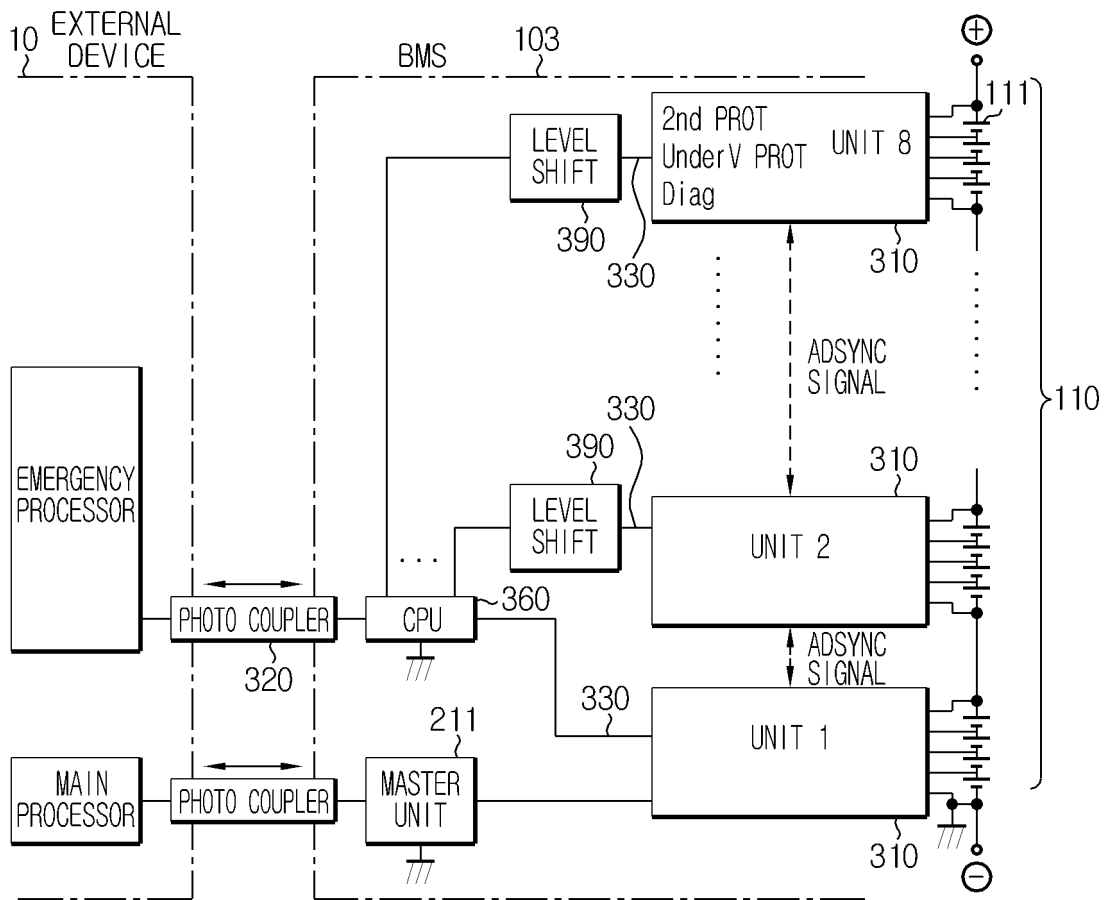 EXTERNAL
DEVICE
10
BMS
103
+
111
LEVEL
SHIFT
390
330
2nd PROT
UnderV PROT
Diag
UNIT 8
310
ADSYNC
SIGNAL
110
EMERGENCY
PROCESSOR
330
390
LEVEL
SHIFT
310
UNIT 2
...
PHOTO COUPLER
320
CPU
360
ADSYNC
SIGNAL
330
211
UNIT 1
MAIN
PROCESSOR
PHOTO COUPLER
MASTER
UNIT
310
−